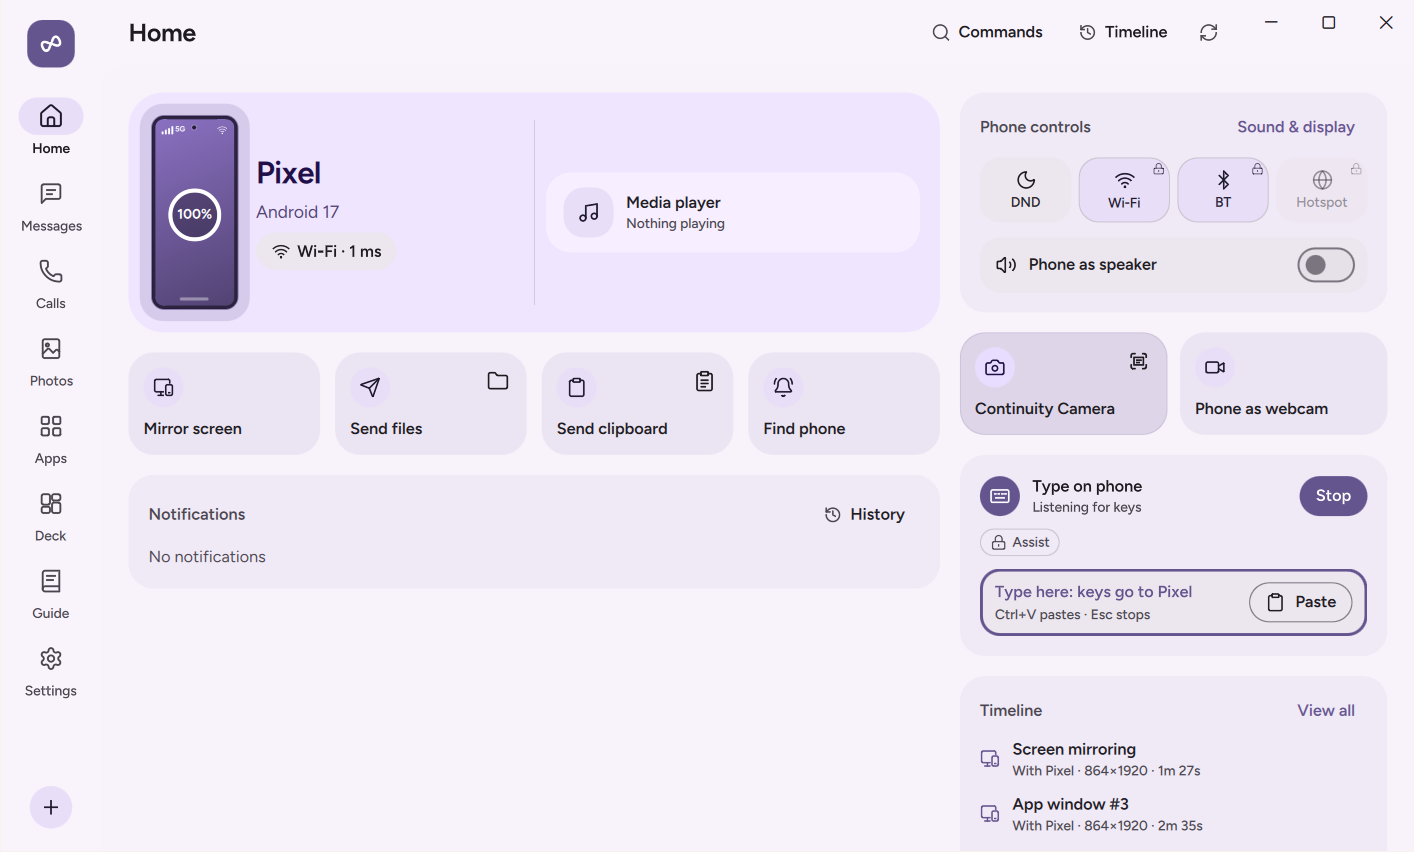 Home
Commands
Timeline
Home
Messages
Calls
Photos
Apps
Deck
Guide
Settings
5G
100%
Pixel
Android 17
Wi-Fi · 1 ms
Media player
Nothing playing
Mirror screen
Send files
Send clipboard
Find phone
Notifications
History
No notifications
Phone controls
Sound & display
DND
Wi-Fi
BT
Hotspot
Phone as speaker
Continuity Camera
Phone as webcam
Type on phone
Listening for keys
Stop
Assist
Type here: keys go to Pixel
Ctrl+V pastes · Esc stops
Paste
Timeline
View all
Screen mirroring
With Pixel · 864×1920 · 1m 27s
App window #3
With Pixel · 864×1920 · 2m 35s